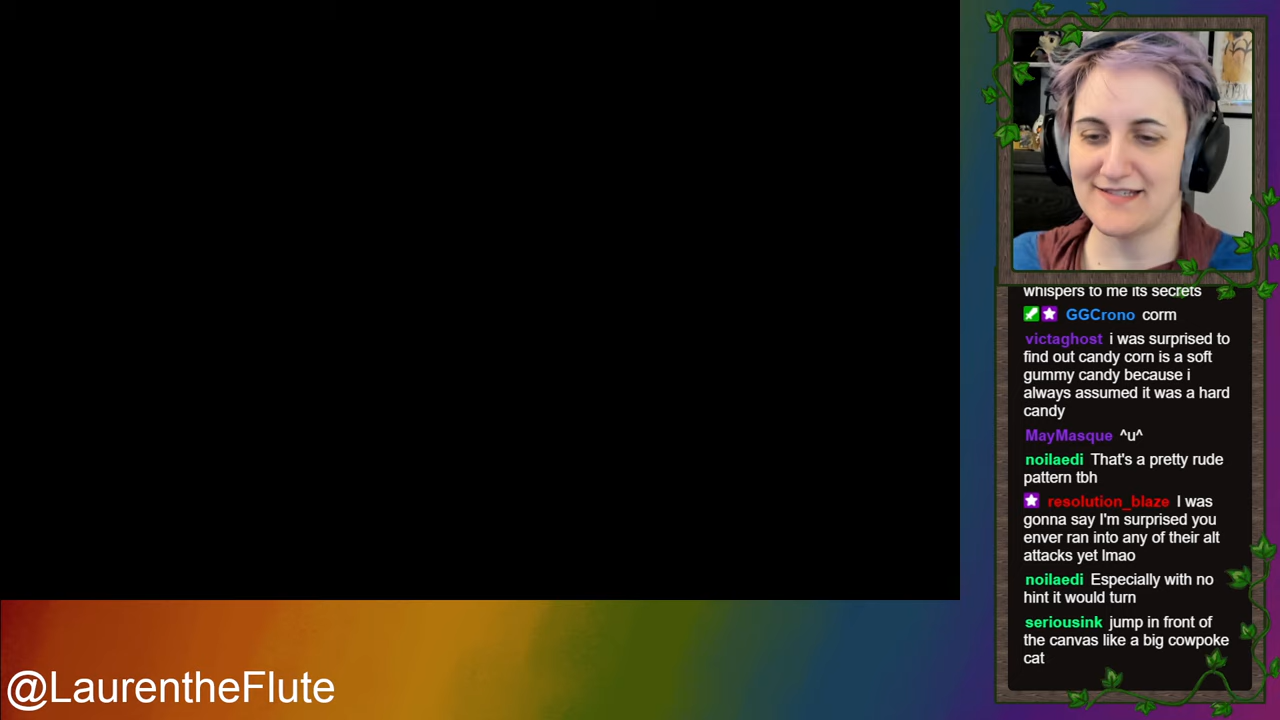 whispers to me its secrets
GGCrono corm
victaghost i was surprised to
find out candy corn is a soft
gummy candy because i
always assumed it was a hard
candy
MayMasque ^u^
noilaedi That's a pretty rude
pattern tbh
resolution_blaze I was
gonna say I'm surprised you
enver ran into any of their alt
attacks yet lmao
noilaedi Especially with no
hint it would turn
seriousink jump in front of
the canvas like a big cowpoke
cat
@LaurentheFlute